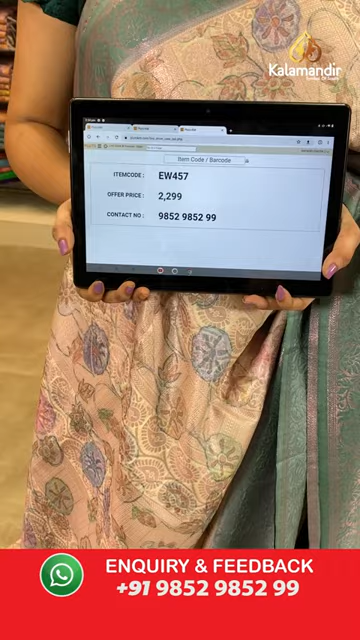 Kalamandir
Item Code / Barcode
ITEMCODE : EW457
OFFER PRICE : 2,299
CONTACT NO : 9852 9852 99
ENQUIRY & FEEDBACK
+91 9852 9852 99